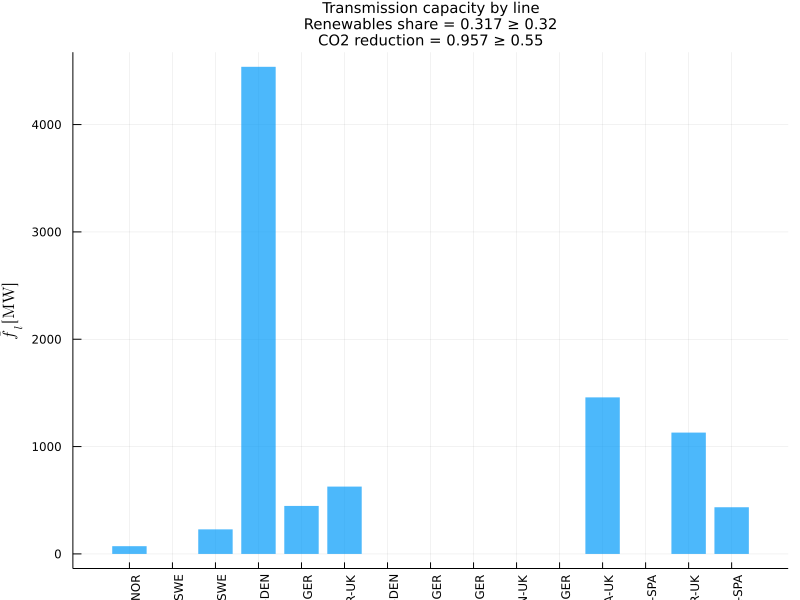 Transmission capacity by line
Renewables share = 0.317 ≥ 0.32
CO2 reduction = 0.957 ≥ 0.55
4000
3000
2000
1000
0
f̄_l [MW]
NOR
SWE
SWE
DEN
GER
R-UK
DEN
GER
GER
N-UK
GER
A-UK
-SPA
R-UK
-SPA